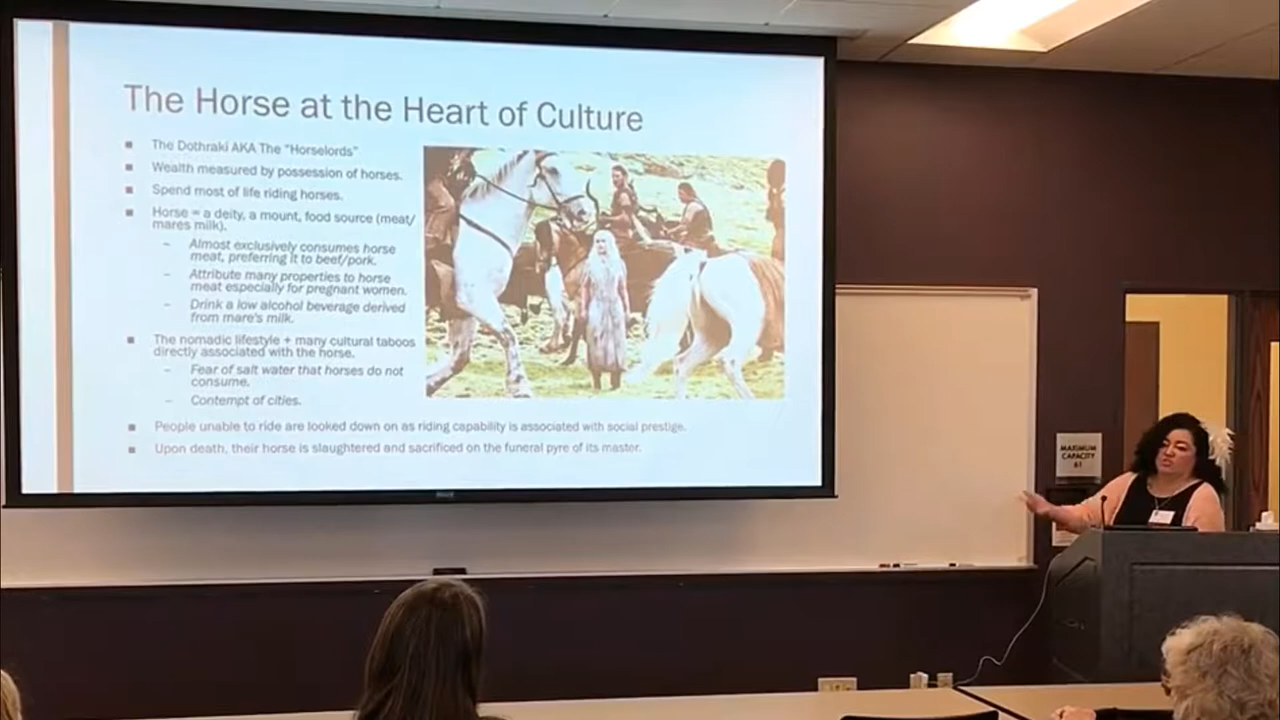 The Horse at the Heart of Culture
The Dothraki AKA The "Horselords"
Wealth measured by possession of horses.
Spend most of life riding horses.
Horse = a deity, a mount, food source (meat/
mares milk).
Almost exclusively consumes horse
meat, preferring it to beef/pork.
Attribute many properties to horse
meat especially for pregnant women.
Drink a low alcohol beverage derived
from mare's milk.
The nomadic lifestyle + many cultural taboos
directly associated with the horse.
Fear of salt water that horses do not
consume.
Contempt of cities.
People unable to ride are looked down on as riding capability is associated with social prestige.
Upon death, their horse is slaughtered and sacrificed on the funeral pyre of its master.
MAXIMUM
CAPACITY
61